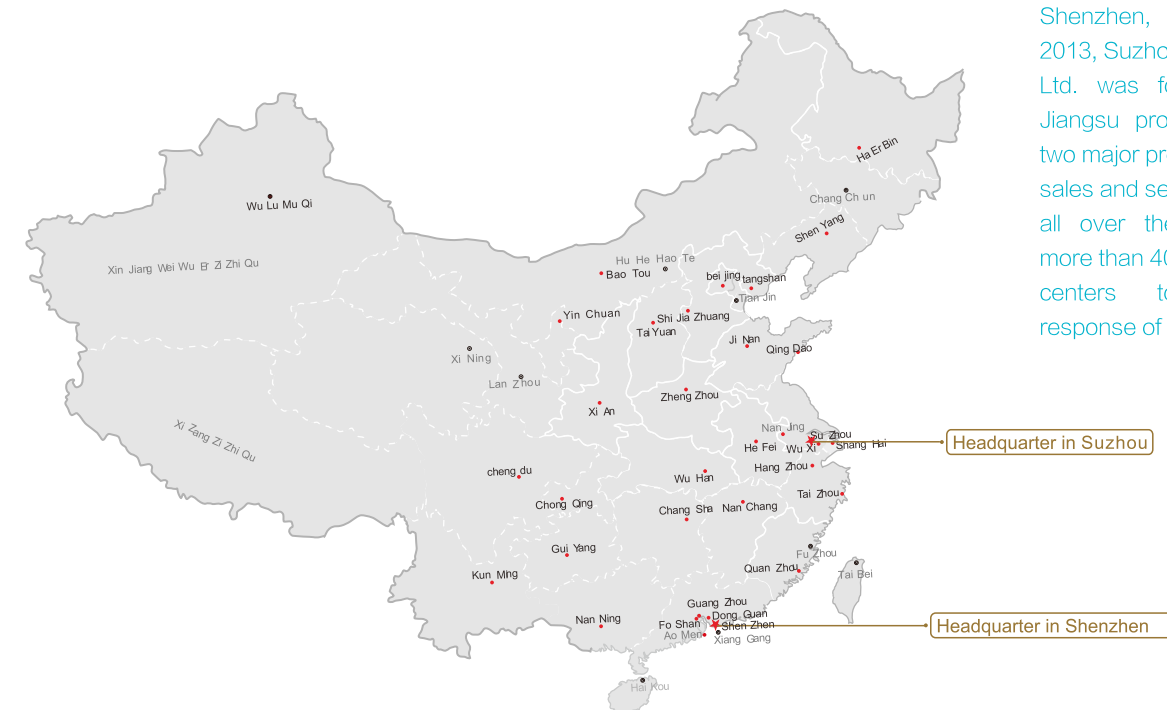 Shenzhen,
2013, Suzho
Ltd. was fo
Jiangsu pro
two major pr
sales and se
all over the
more than 40
centers to
response of
Ha Er Bin
Chang Ch un
Wu Lu Mu Qi
Shen Yang
Xin Jiang Wei Wu Er Zi Zhi Qu
Hu He Hao Te
Bao Tou
bei jing
tangshan
Tian Jin
Yin Chuan
Shi Jia Zhuang
Tai Yuan
Ji Nan
Qing Dao
Xi Ning
Lan Zhou
Zheng Zhou
Xi An
Xi Zang Zi Zhi Qu
Nan Jing
Su Zhou
He Fei
Wu Xi
Shang Hai
Headquarter in Suzhou
Hang Zhou
cheng du
Wu Han
Tai Zhou
Chong Qing
Chang Sha
Nan Chang
Gui Yang
Fu Zhou
Quan Zhou
Tai Bei
Kun Ming
Guang Zhou
Dong Guan
Nan Ning
Fo Shan
Shen Zhen
Headquarter in Shenzhen
Ao Men
Xiang Gang
Hai Kou